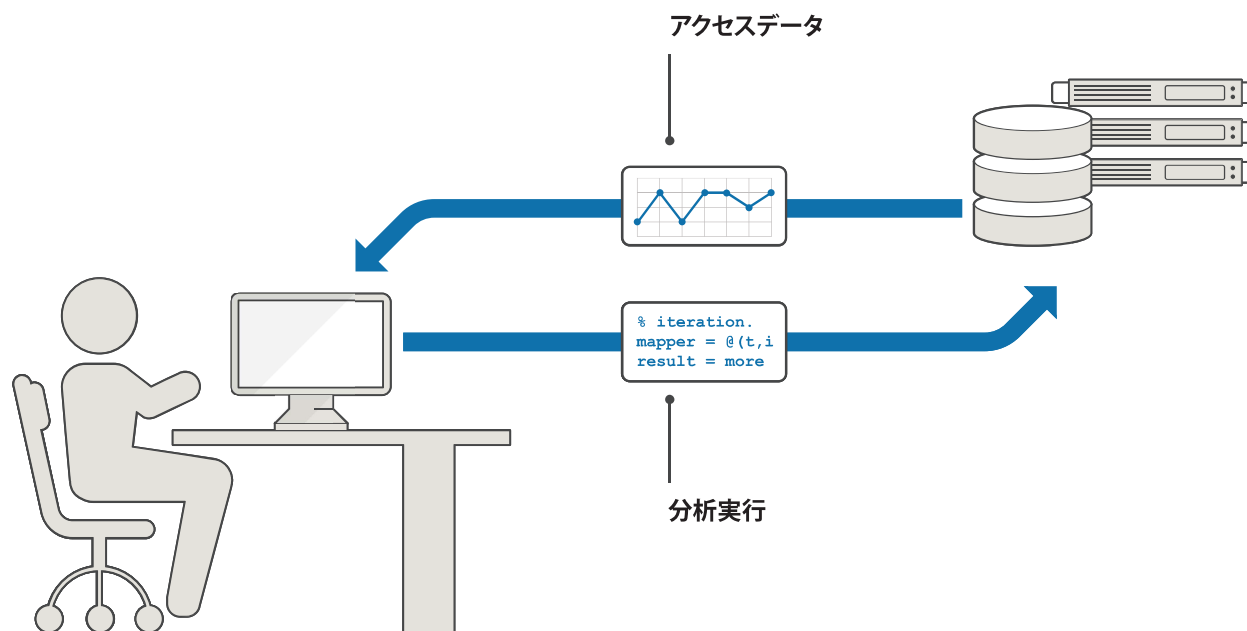 アクセスデータ
% iteration.
mapper = @(t,i
result = more
分析実行